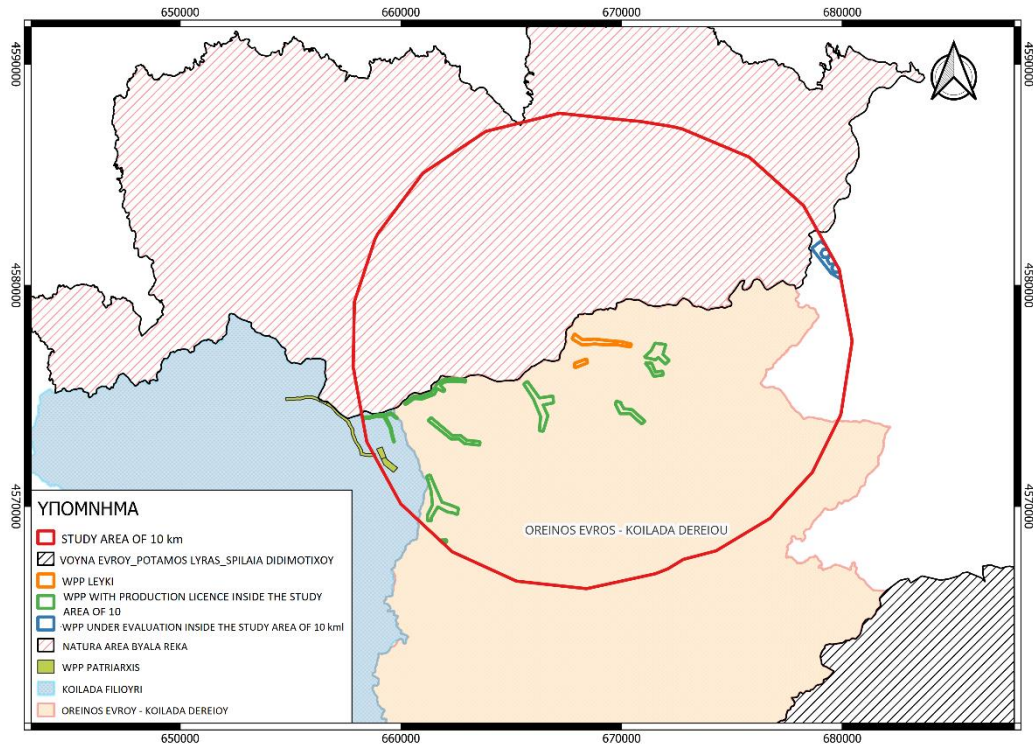 650000 660000 670000 680000
4590000 4590000
4580000 4580000
4570000 4570000
OREINOS EVROS - KOILADA DEREIOU
ΥΠΟΜΝΗΜΑ
STUDY AREA OF 10 km
VOYNA EVROY_POTAMOS LYRAS_SPILAIA DIDIMOTIXOY
WPP LEYKI
WPP WITH PRODUCTION LICENCE INSIDE THE STUDY
AREA OF 10
WPP UNDER EVALUATION INSIDE THE STUDY AREA OF 10 kml
NATURA AREA BYALA REKA
WPP PATRIARXIS
KOILADA FILIOYRI
OREINOS EVROY - KOILADA DEREIOY
650000 660000 670000 680000